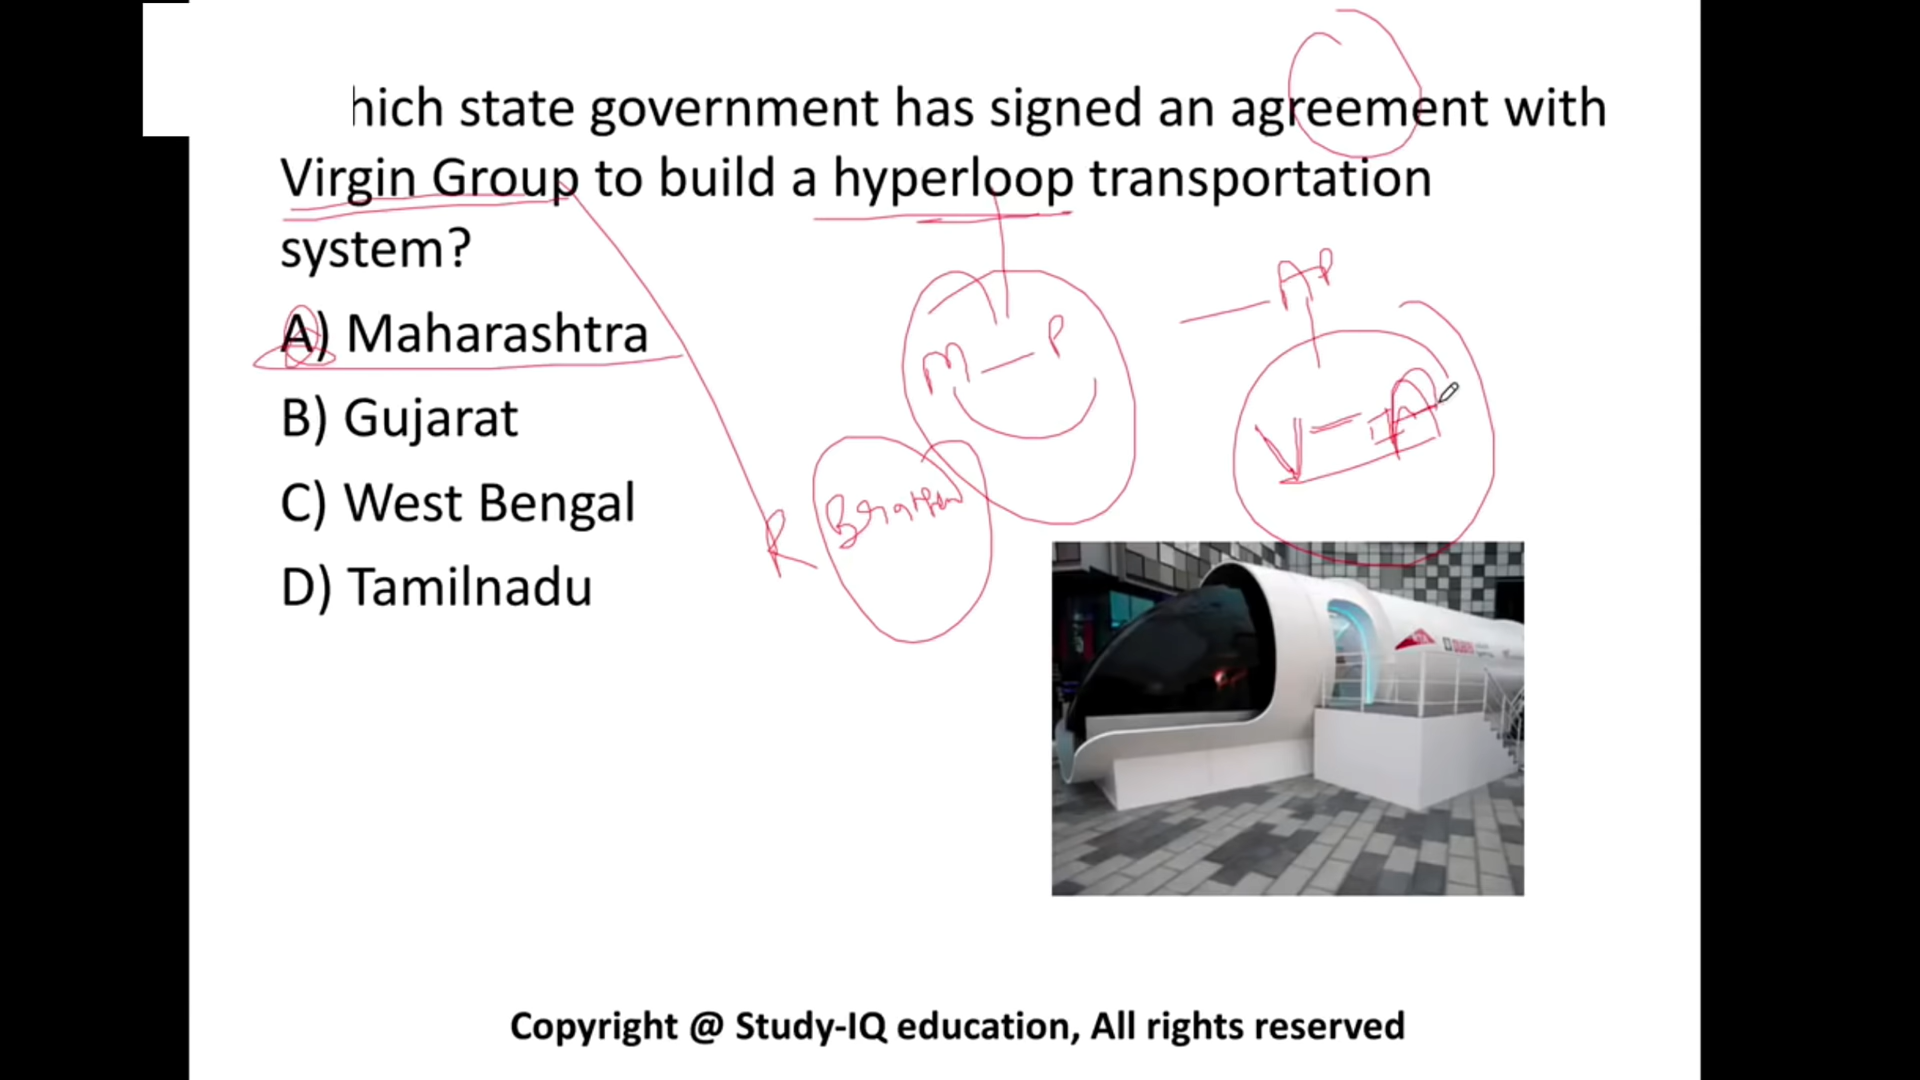 hich state government has signed an agreement with
Virgin Group to build a hyperloop transportation
system?
A) Maharashtra
B) Gujarat
C) West Bengal
D) Tamilnadu
AP
M - P
R
Copyright @ Study-IQ education, All rights reserved